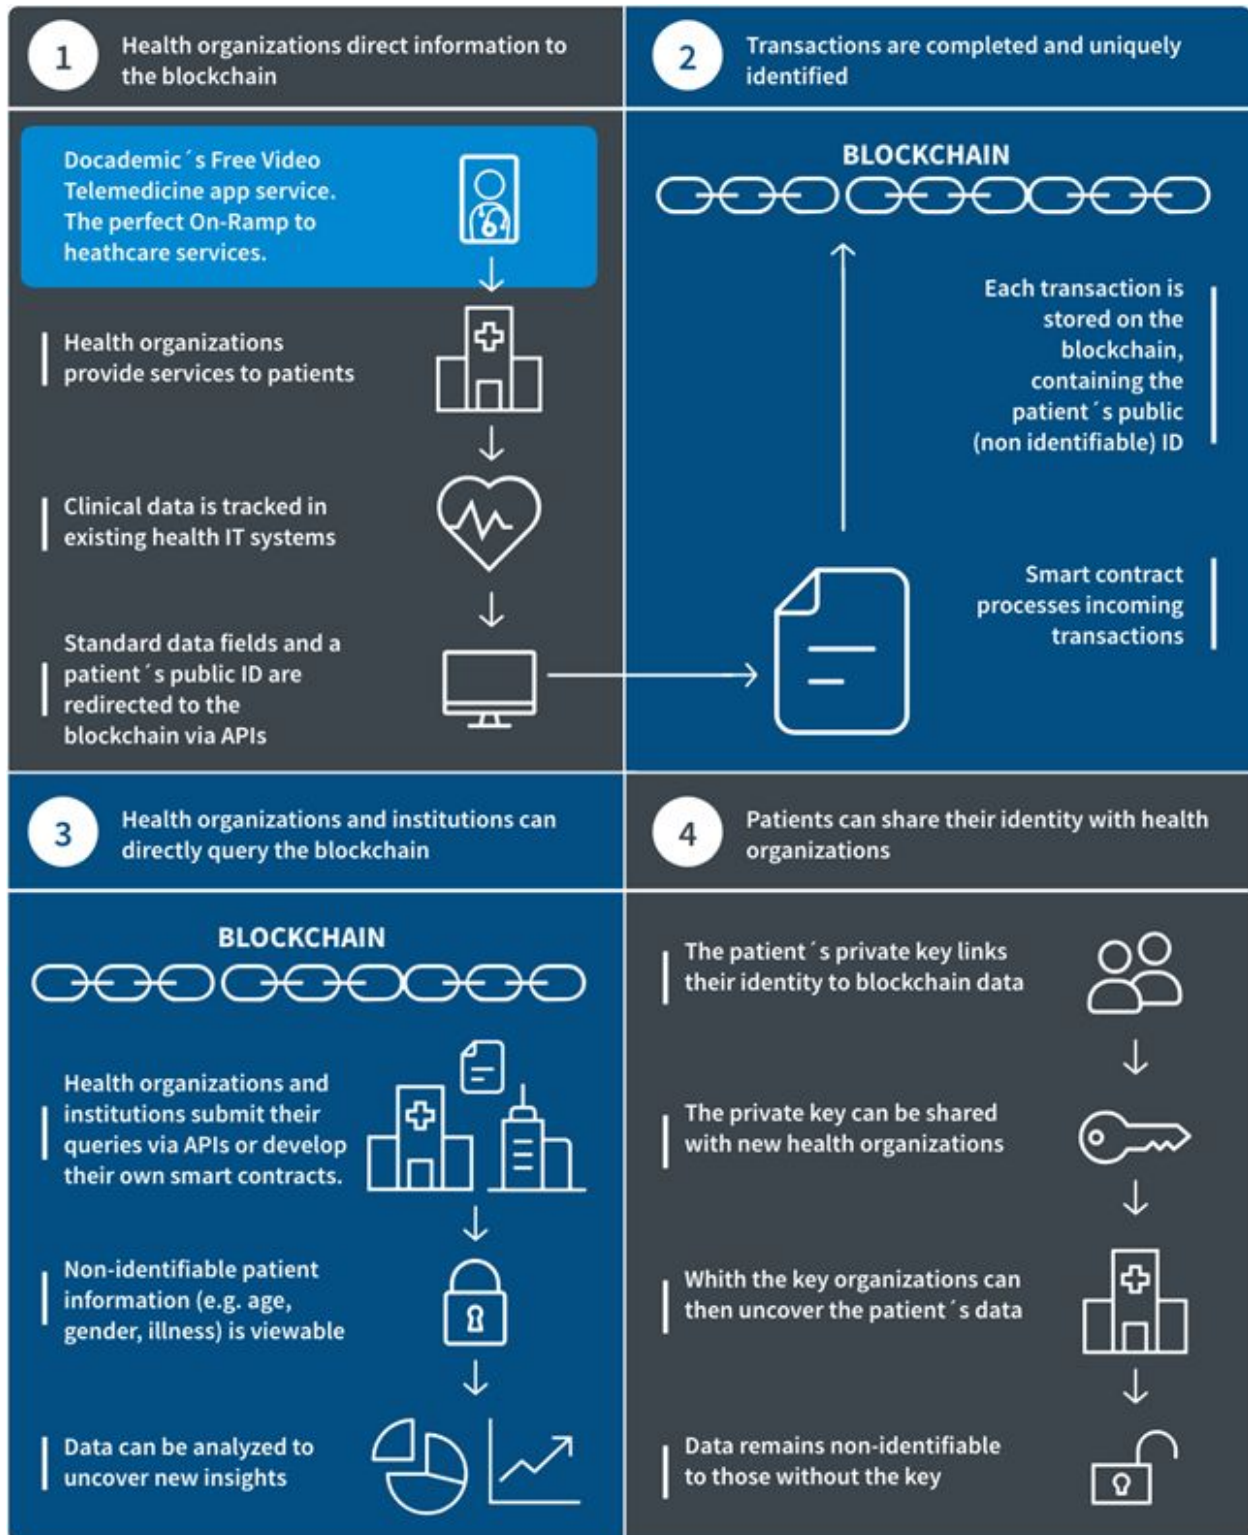 1
Health organizations direct information to
the blockchain
2
Transactions are completed and uniquely
identified
Docademic´s Free Video
Telemedicine app service.
The perfect On-Ramp to
heathcare services.
Health organizations
provide services to patients
Clinical data is tracked in
existing health IT systems
Standard data fields and a
patient´s public ID are
redirected to the
blockchain via APIs
BLOCKCHAIN
Each transaction is
stored on the
blockchain,
containing the
patient´s public
(non identifiable) ID
Smart contract
processes incoming
transactions
3
Health organizations and institutions can
directly query the blockchain
4
Patients can share their identity with health
organizations
BLOCKCHAIN
Health organizations and
institutions submit their
queries via APIs or develop
their own smart contracts.
Non-identifiable patient
information (e.g. age,
gender, illness) is viewable
Data can be analyzed to
uncover new insights
The patient´s private key links
their identity to blockchain data
The private key can be shared
with new health organizations
Whith the key organizations can
then uncover the patient´s data
Data remains non-identifiable
to those without the key